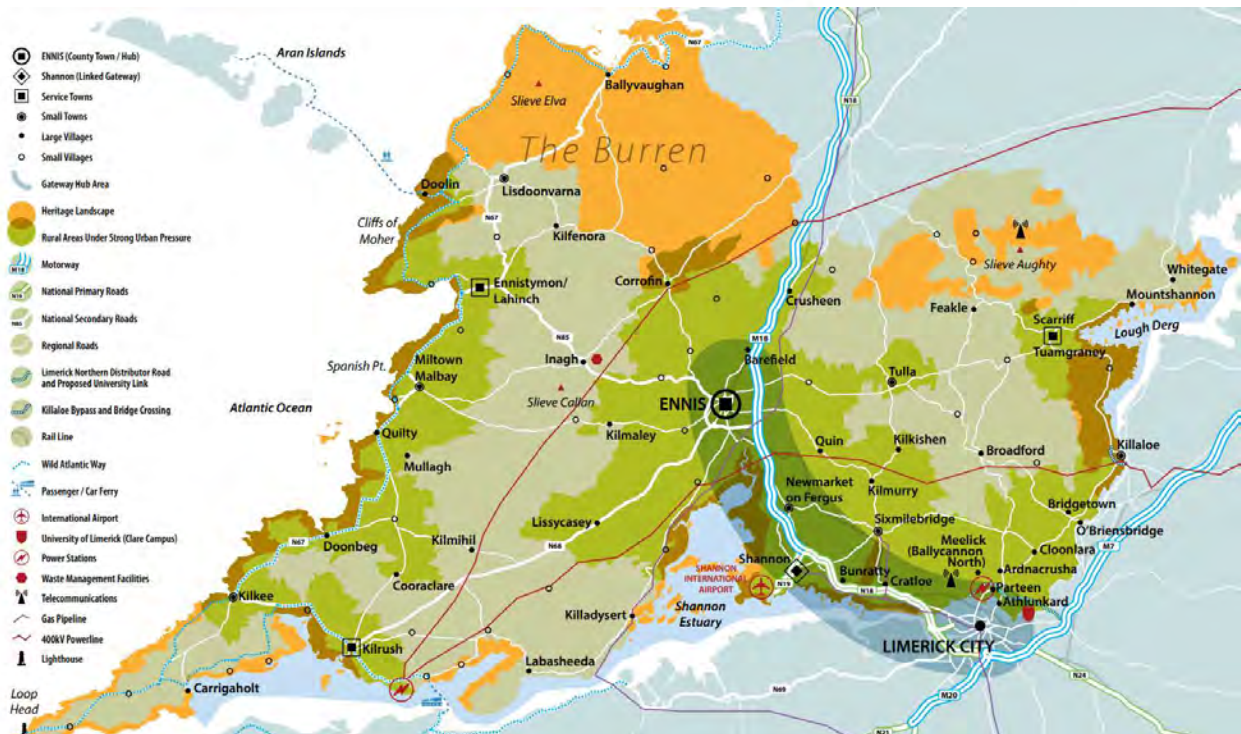 ENNIS (County Town / Hub)
Shannon (Linked Gateway)
Service Towns
Small Towns
Large Villages
Small Villages
Gateway Hub Area
Heritage Landscape
Rural Areas Under Strong Urban Pressure
M18
Motorway
N18
National Primary Roads
National Secondary Roads
Regional Roads
Limerick Northern Distributor Road
and Proposed University Link
Killaloe Bypass and Bridge Crossing
Rail Line
Wild Atlantic Way
Passenger / Car Ferry
International Airport
University of Limerick (Clare Campus)
Power Stations
Waste Management Facilities
Telecommunications
Gas Pipeline
400kV Powerline
Lighthouse
Aran Islands
N67
Ballyvaughan
Slieve Elva
N18
The Burren
Doolin
Lisdoonvarna
Cliffs of
Moher
N67
Kilfenora
Slieve Aughty
Whitegate
Ennistymon/
Lahinch
Corrofin
Crusheen
Feakle
Mountshannon
Scarriff
Lough Derg
Tuamgraney
N85
M18
Barefield
Inagh
Spanish Pt.
Miltown
Malbay
Slieve Callan
Tulla
Atlantic Ocean
ENNIS
Quilty
Kilmaley
Quin
Kilkishen
Broadford
Killaloe
Mullagh
Newmarket
on Fergus
Kilmurry
Bridgetown
Lissycasey
Sixmilebridge
O'Briensbridge
N67
Doonbeg
Kilmihil
N68
Meelick
(Ballycannon
North)
Cloonlara
M7
Shannon
SHANNON
INTERNATIONAL
AIRPORT
N19
Bunratty
Cratloe
N18
Ardnacrusha
Parteen
Athlunkard
Cooraclare
Kilkee
Killadysert
Shannon
Estuary
LIMERICK CITY
Kilrush
Labasheeda
Carrigaholt
Loop
Head
N69
N24
M20
N21